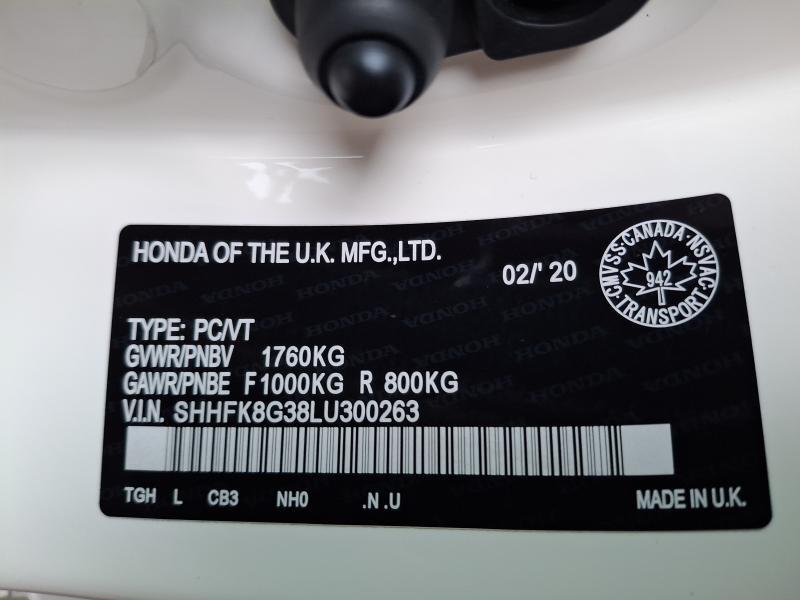 HONDA OF THE U.K. MFG.,LTD.
02/' 20
CMVSS·CANADA·NSVAC·TRANSPORT·
942
TYPE: PC/VT
GVWR/PNBV 1760KG
GAWR/PNBE F 1000KG R 800KG
V.I.N. SHHFK8G38LU300263
TGH L CB3 NH0 .N .U
MADE IN U.K.